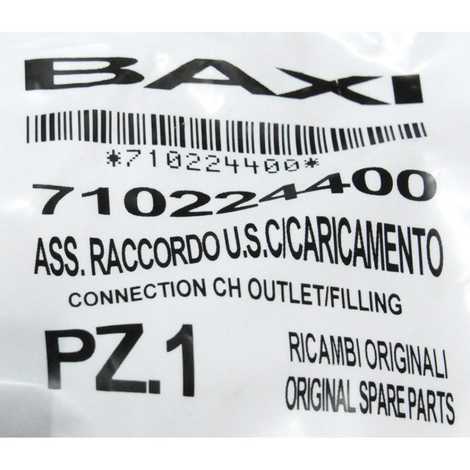 BAXI
*710224400*
710224400
ASS. RACCORDO U.S.C/CARICAMENTO
CONNECTION CH OUTLET/FILLING
PZ.1
RICAMBI ORIGINALI
ORIGINAL SPARE PARTS